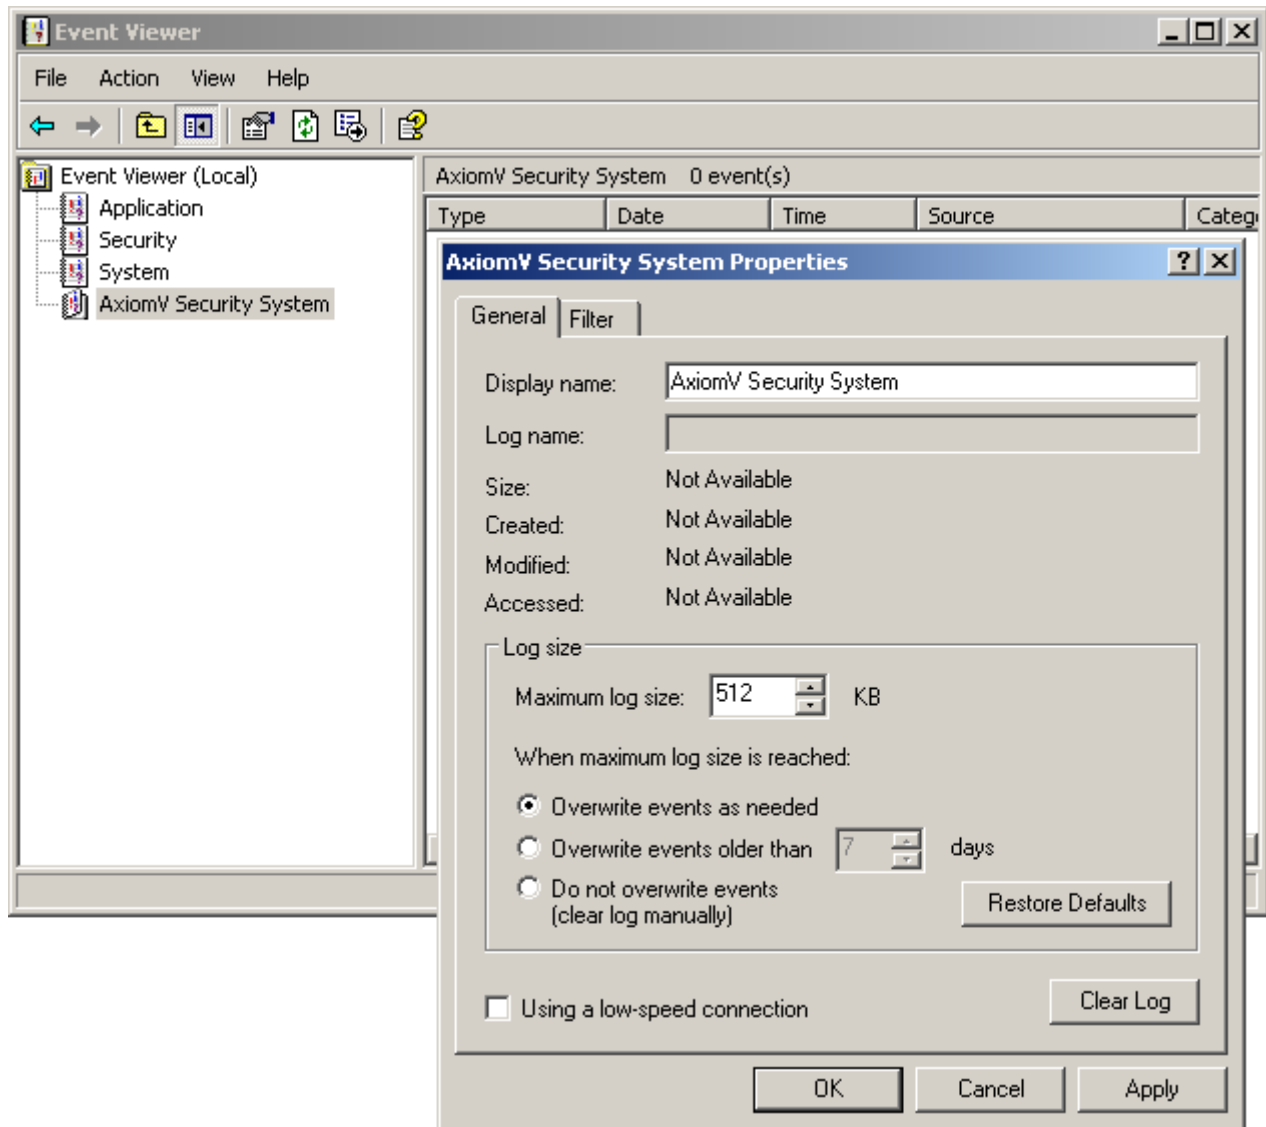 Event Viewer
File Action View Help
Event Viewer (Local)
Application
Security
System
AxiomV Security System
AxiomV Security System 0 event(s)
Type Date Time Source Catego
AxiomV Security System Properties
General Filter
Display name: AxiomV Security System
Log name:
Size: Not Available
Created: Not Available
Modified: Not Available
Accessed: Not Available
Log size
Maximum log size: 512 KB
When maximum log size is reached:
Overwrite events as needed
Overwrite events older than 7 days
Do not overwrite events
(clear log manually)
Restore Defaults
Using a low-speed connection
Clear Log
OK Cancel Apply